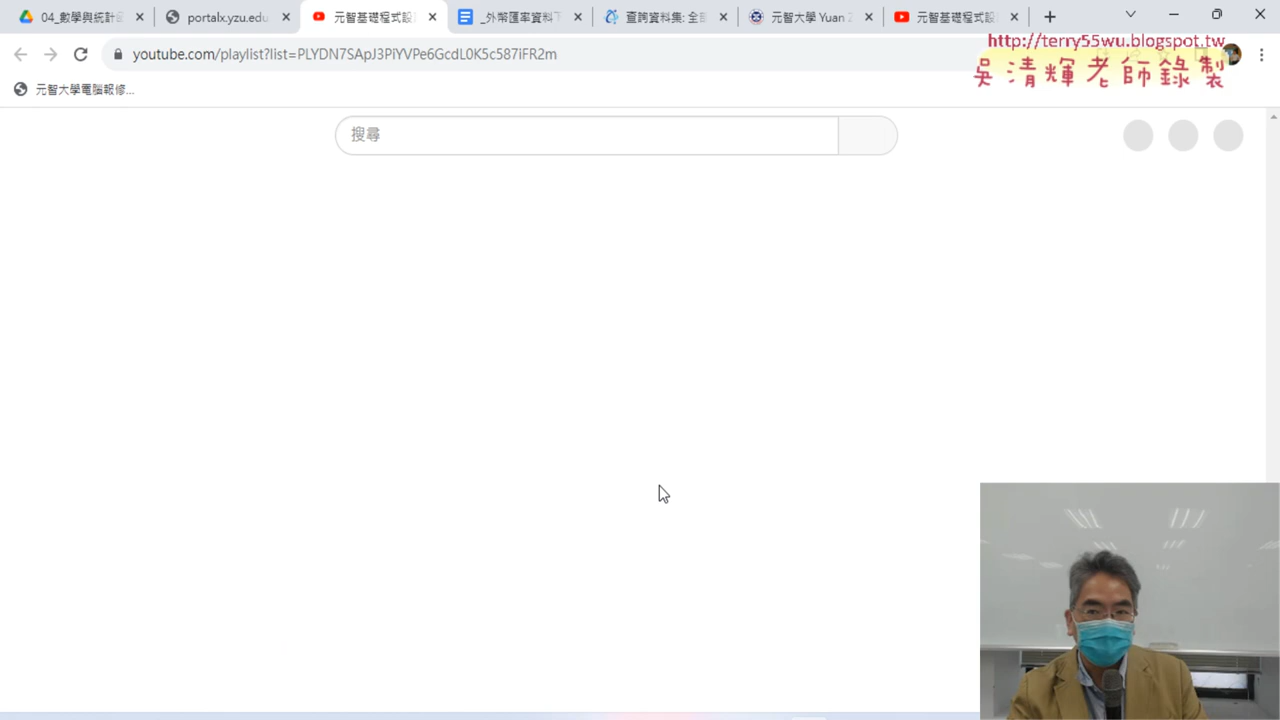 04_數學與統計
portalx.yzu.edu
元智基礎程式設
_外幣匯率資料下
查詢資料集: 全
元智大學 Yuan Z
元智基礎程式設
youtube.com/playlist?list=PLYDN7SApJ3PiYVPe6GcdL0K5c587iFR2m
http://terry55wu.blogspot.tw
吳清輝老師錄製
元智大學電腦報修...
搜尋